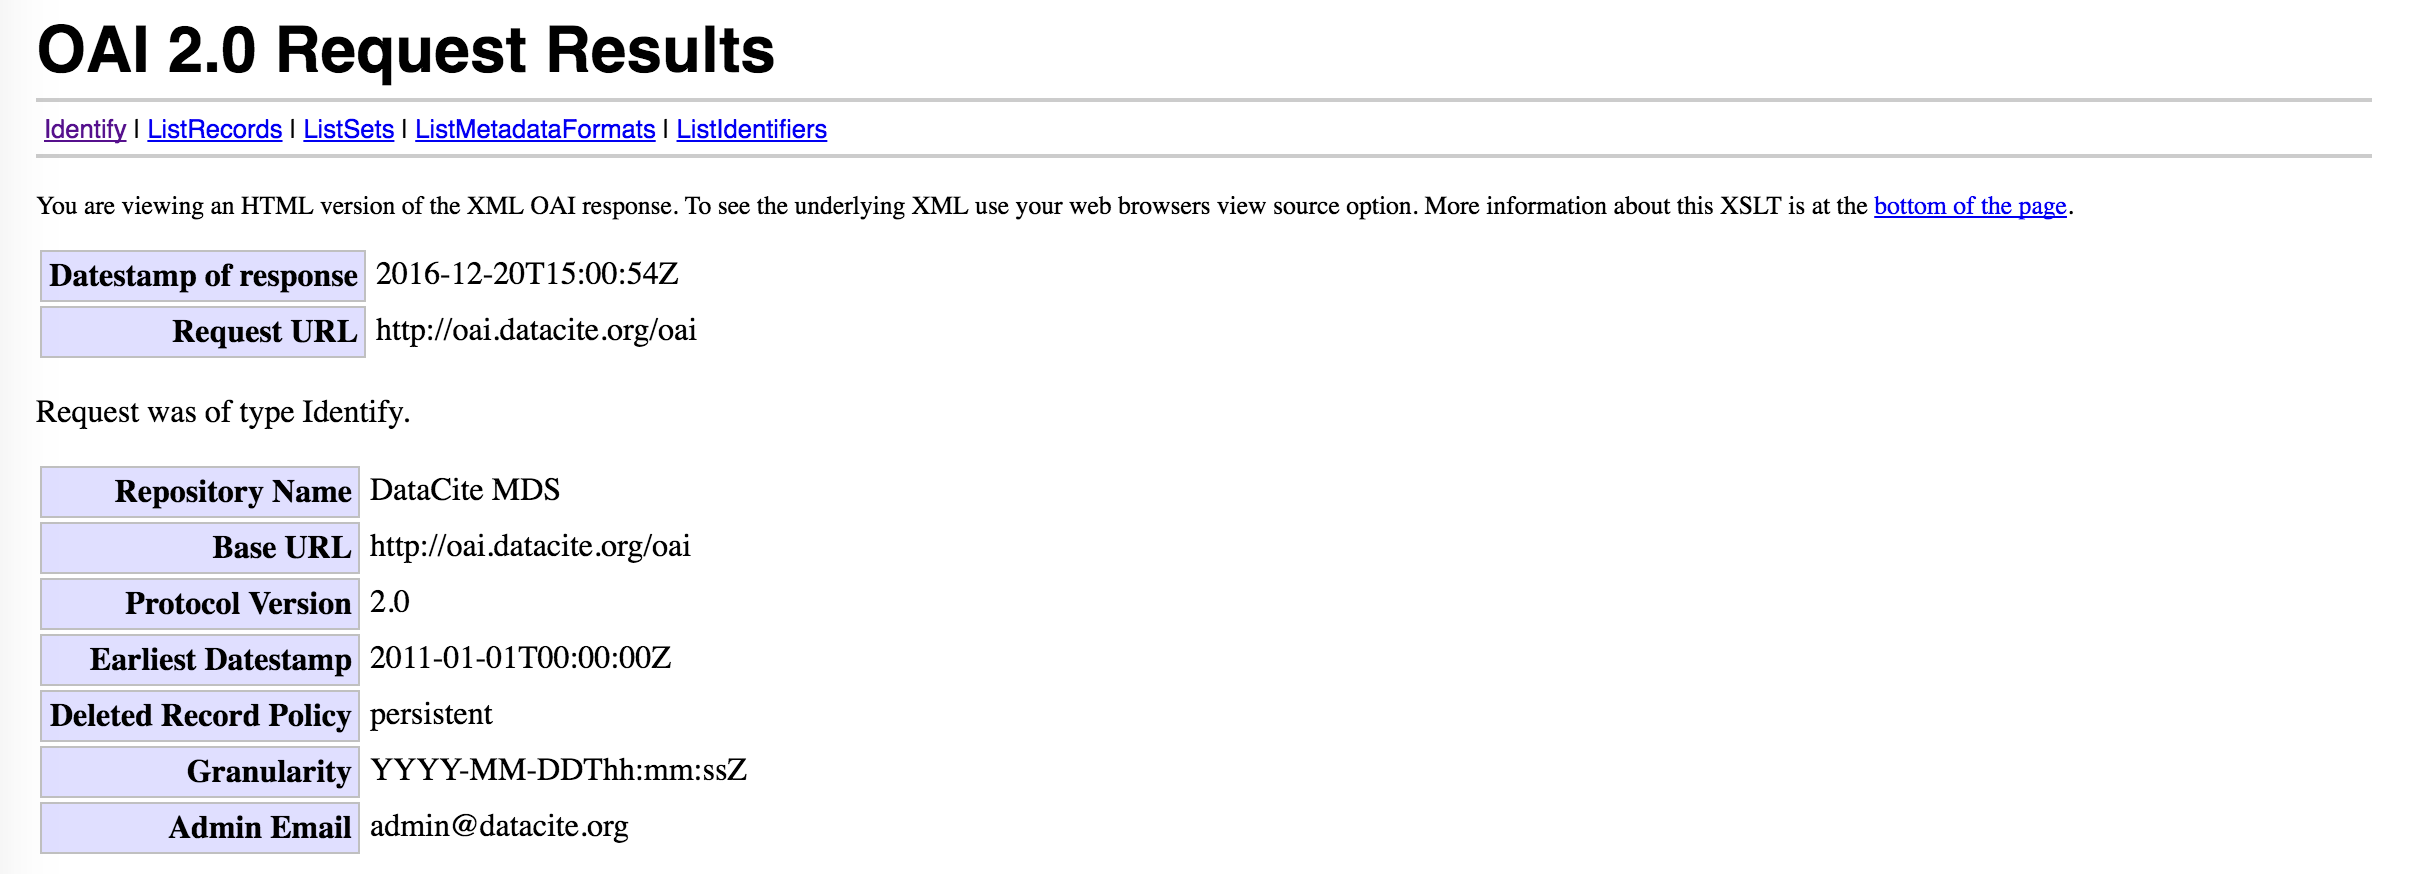 OAI 2.0 Request Results
Identify | ListRecords | ListSets | ListMetadataFormats | ListIdentifiers
You are viewing an HTML version of the XML OAI response. To see the underlying XML use your web browsers view source option. More information about this XSLT is at the bottom of the page.
Datestamp of response 2016-12-20T15:00:54Z
Request URL http://oai.datacite.org/oai
Request was of type Identify.
Repository Name DataCite MDS
Base URL http://oai.datacite.org/oai
Protocol Version 2.0
Earliest Datestamp 2011-01-01T00:00:00Z
Deleted Record Policy persistent
Granularity YYYY-MM-DDThh:mm:ssZ
Admin Email admin@datacite.org